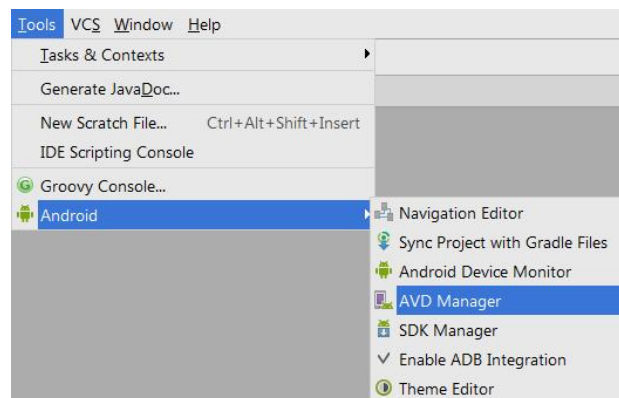 Tools VCS Window Help
Tasks & Contexts
Generate JavaDoc...
New Scratch File... Ctrl+Alt+Shift+Insert
IDE Scripting Console
Groovy Console...
Android
Navigation Editor
Sync Project with Gradle Files
Android Device Monitor
AVD Manager
SDK Manager
Enable ADB Integration
Theme Editor